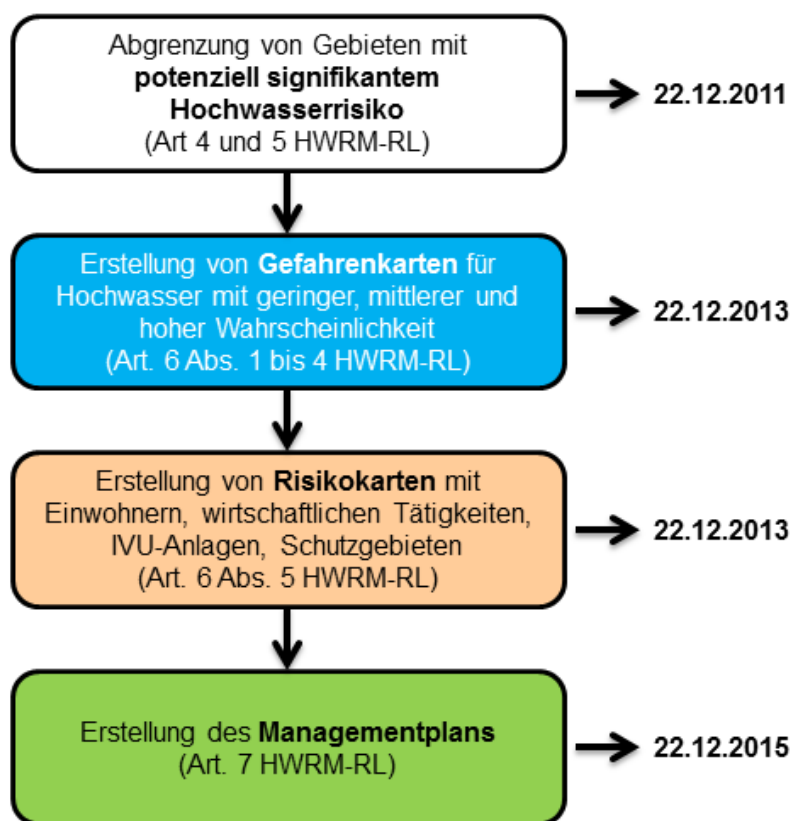 Abgrenzung von Gebieten mit
potenziell signifikantem
Hochwasserrisiko
(Art 4 und 5 HWRM-RL)
22.12.2011
Erstellung von Gefahrenkarten für
Hochwasser mit geringer, mittlerer und
hoher Wahrscheinlichkeit
(Art. 6 Abs. 1 bis 4 HWRM-RL)
22.12.2013
Erstellung von Risikokarten mit
Einwohnern, wirtschaftlichen Tätigkeiten,
IVU-Anlagen, Schutzgebieten
(Art. 6 Abs. 5 HWRM-RL)
22.12.2013
Erstellung des Managementplans
(Art. 7 HWRM-RL)
22.12.2015